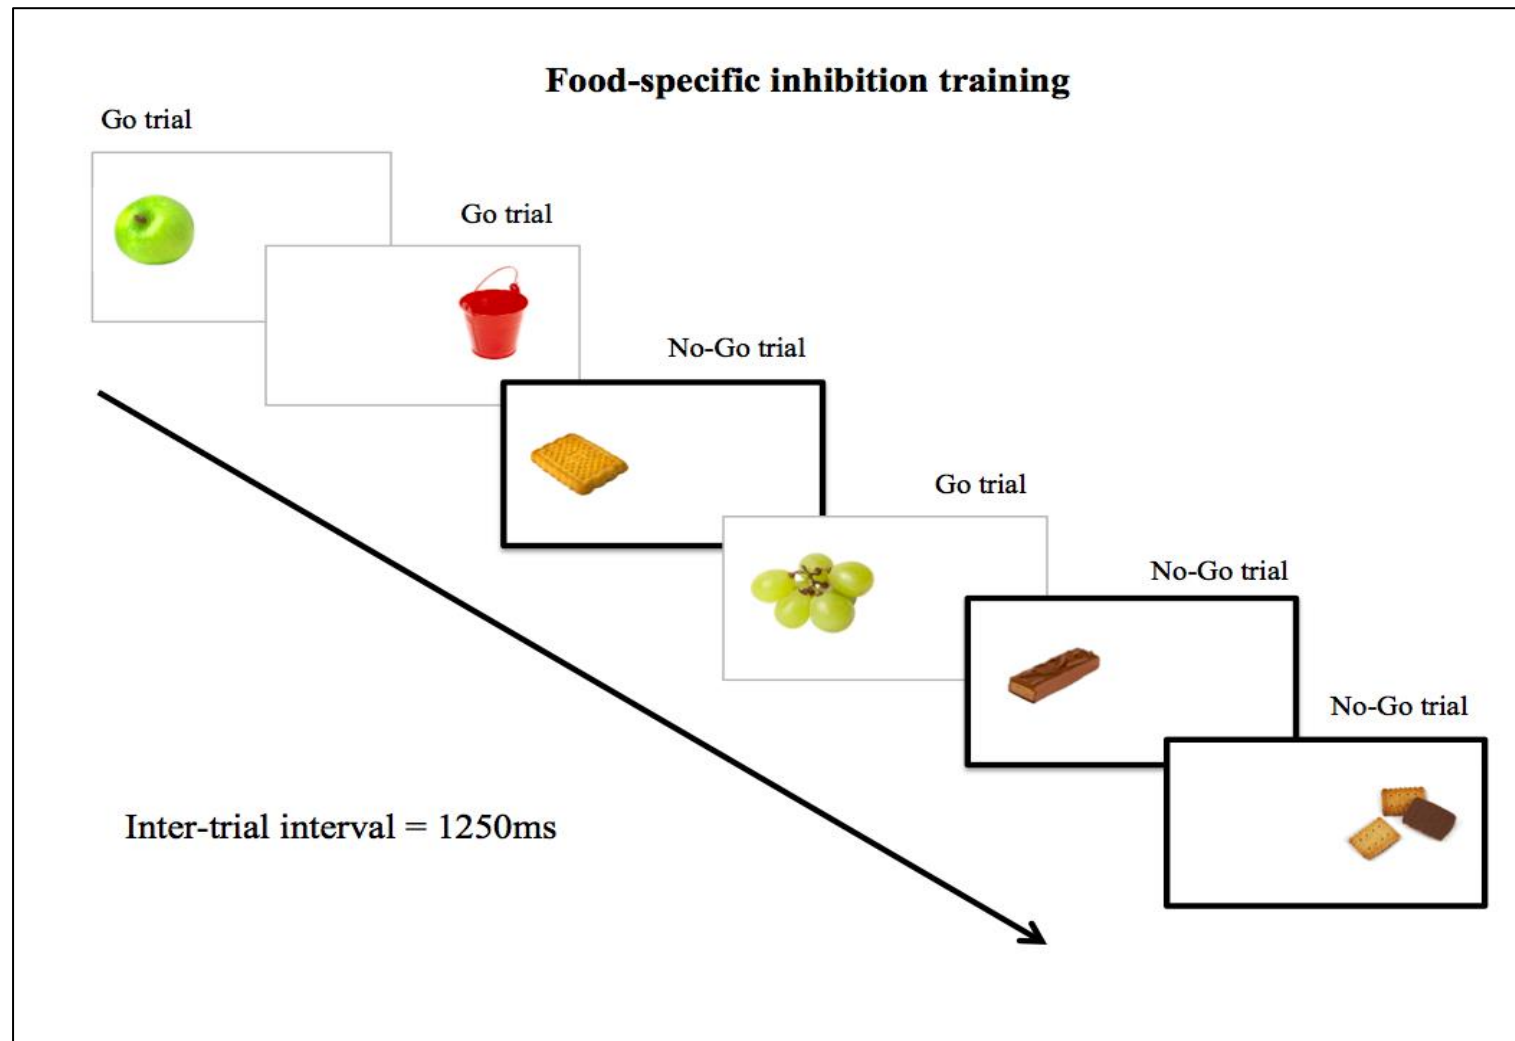 Food-specific inhibition training
Go trial
Go trial
No-Go trial
Go trial
No-Go trial
No-Go trial
Inter-trial interval = 1250ms